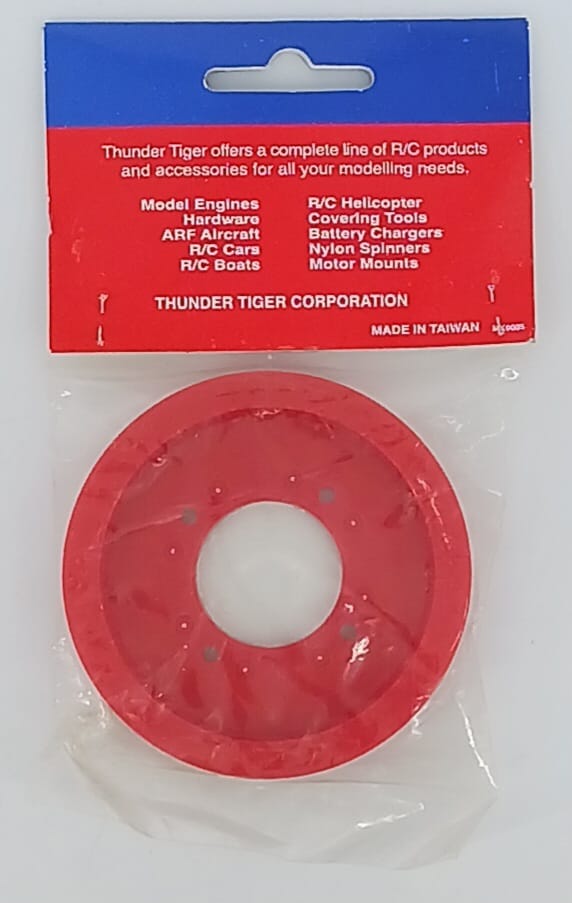 Thunder Tiger offers a complete line of R/C products
and accessories for all your modelling needs.
Model Engines
Hardware
ARF Aircraft
R/C Cars
R/C Boats
R/C Helicopter
Covering Tools
Battery Chargers
Nylon Spinners
Motor Mounts
THUNDER TIGER CORPORATION
MADE IN TAIWAN